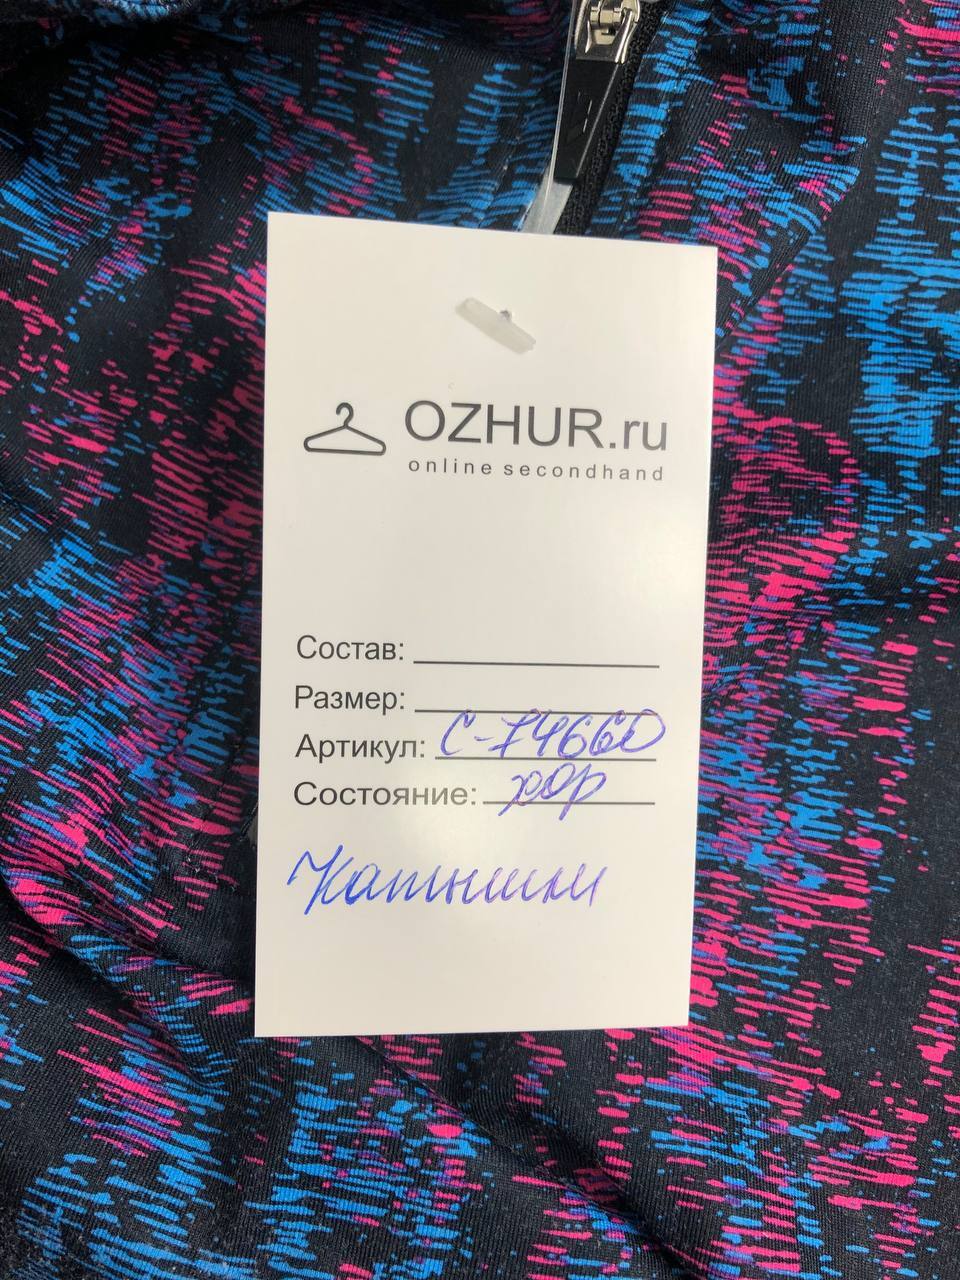 OZHUR.ru
online secondhand
Состав:
Размер:
Артикул: С-74660
Состояние: хор
Катышки